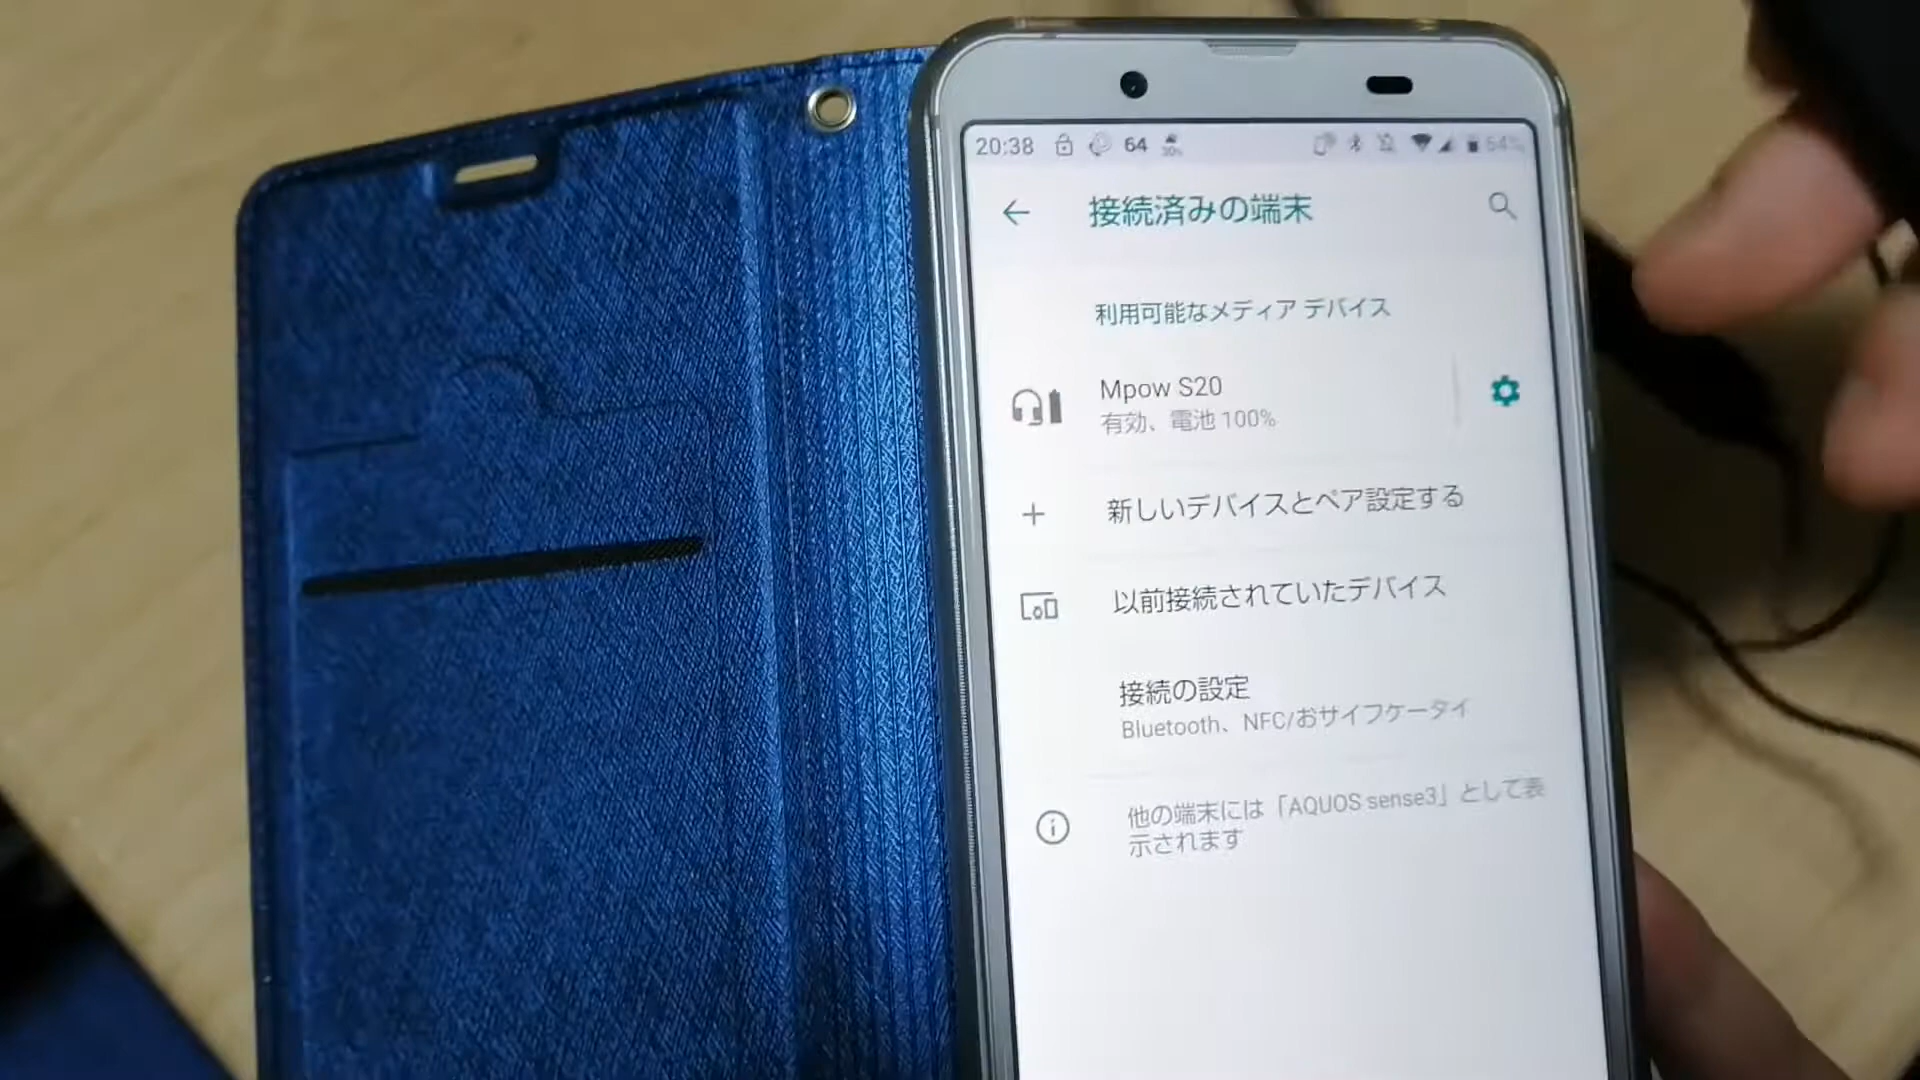 20:38 64 30% 64%
接続済みの端末
利用可能なメディア デバイス
Mpow S20
有効、電池 100%
新しいデバイスとペア設定する
以前接続されていたデバイス
接続の設定
Bluetooth、NFC/おサイフケータイ
他の端末には「AQUOS sense3」として表
示されます